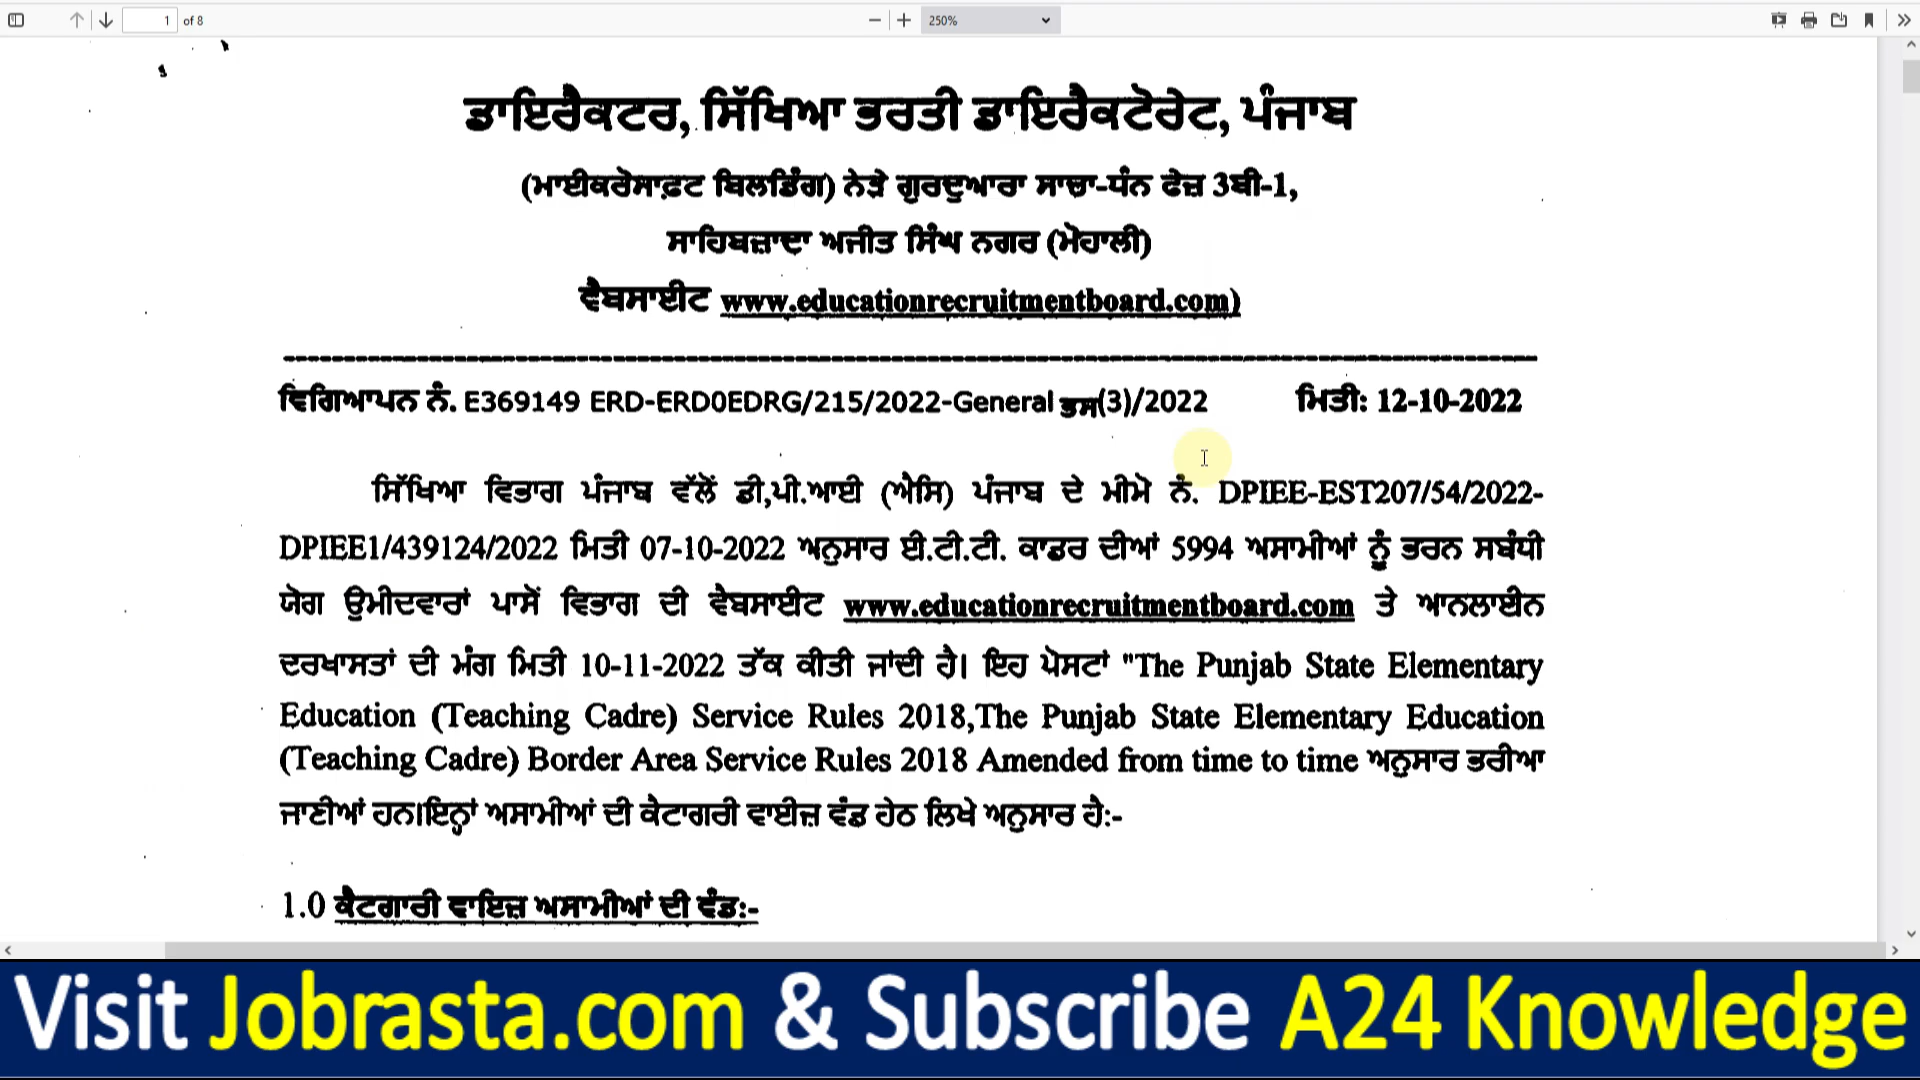 1 of 8 250%
ਡਾਇਰੈਕਟਰ, ਸਿੱਖਿਆ ਭਰਤੀ ਡਾਇਰੈਕਟੋਰੇਟ, ਪੰਜਾਬ
(ਮਾਈਕਰੋਸਾਫ਼ਟ ਬਿਲਡਿੰਗ) ਨੇੜੇ ਗੁਰਦੁਆਰਾ ਸਾਚਾ-ਧੰਨ ਫੇਜ਼ 3ਬੀ-1,
ਸਾਹਿਬਜ਼ਾਦਾ ਅਜੀਤ ਸਿੰਘ ਨਗਰ (ਮੋਹਾਲੀ)
ਵੈਬਸਾਈਟ www.educationrecruitmentboard.com)
ਵਿਗਿਆਪਨ ਨੰ. E369149 ERD-ERD0EDRG/215/2022-General ਭਸ(3)/2022 ਮਿਤੀ: 12-10-2022
ਸਿੱਖਿਆ ਵਿਭਾਗ ਪੰਜਾਬ ਵੱਲੋਂ ਡੀ,ਪੀ.ਆਈ (ਐਸਿ) ਪੰਜਾਬ ਦੇ ਮੀਮੋ ਨੰ. DPIEE-EST207/54/2022-
DPIEE1/439124/2022 ਮਿਤੀ 07-10-2022 ਅਨੁਸਾਰ ਈ.ਟੀ.ਟੀ. ਕਾਡਰ ਦੀਆਂ 5994 ਅਸਾਮੀਆਂ ਨੂੰ ਭਰਨ ਸਬੰਧੀ
ਯੋਗ ਉਮੀਦਵਾਰਾਂ ਪਾਸੋਂ ਵਿਭਾਗ ਦੀ ਵੈਬਸਾਈਟ www.educationrecruitmentboard.com ਤੇ ਆਨਲਾਈਨ
ਦਰਖਾਸਤਾਂ ਦੀ ਮੰਗ ਮਿਤੀ 10-11-2022 ਤੱਕ ਕੀਤੀ ਜਾਂਦੀ ਹੈ। ਇਹ ਪੋਸਟਾਂ "The Punjab State Elementary
Education (Teaching Cadre) Service Rules 2018,The Punjab State Elementary Education
(Teaching Cadre) Border Area Service Rules 2018 Amended from time to time ਅਨੁਸਾਰ ਭਰੀਆ
ਜਾਣੀਆਂ ਹਨ।ਇਨ੍ਹਾਂ ਅਸਾਮੀਆਂ ਦੀ ਕੈਟਾਗਰੀ ਵਾਈਜ਼ ਵੰਡ ਹੇਠ ਲਿਖੇ ਅਨੁਸਾਰ ਹੈ:-
1.0 ਕੈਟਗਾਰੀ ਵਾਇਜ਼ ਅਸਾਮੀਆਂ ਦੀ ਵੰਡ:-
Visit Jobrasta.com & Subscribe A24 Knowledge